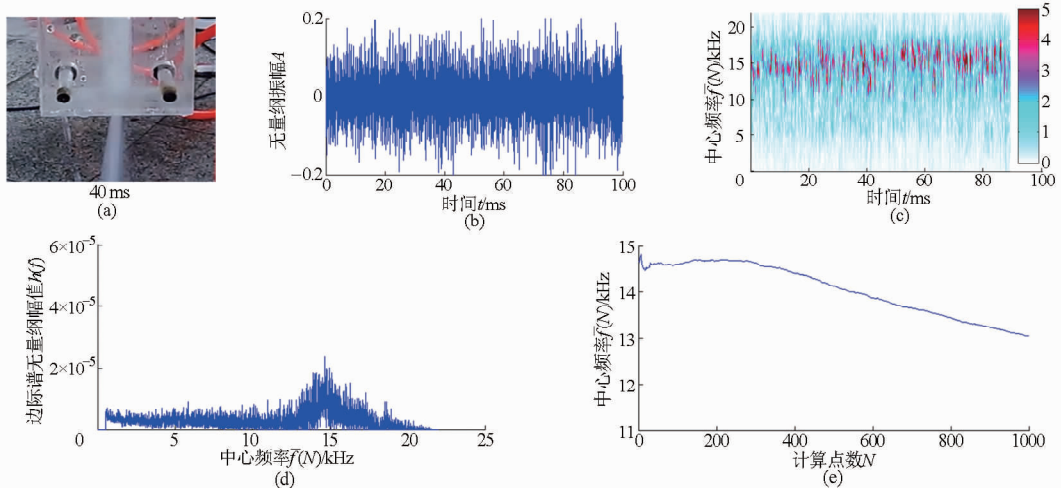 40 ms
(a)
0.2
0
−0.2
无量纲振幅A
0 20 40 60 80 100
时间t/ms
(b)
20
15
10
5
0 20 40 60 80 100
中心频率f̄(N)/kHz
时间t/ms
(c)
5
4
3
2
1
0
6×10⁻⁵
4×10⁻⁵
2×10⁻⁵
0 5 10 15 20 25
边际谱无量纲幅值h(f)
中心频率f̄(N)/kHz
(d)
15
14
13
12
11
0 200 400 600 800 1000
中心频率f̄(N)/kHz
计算点数N
(e)